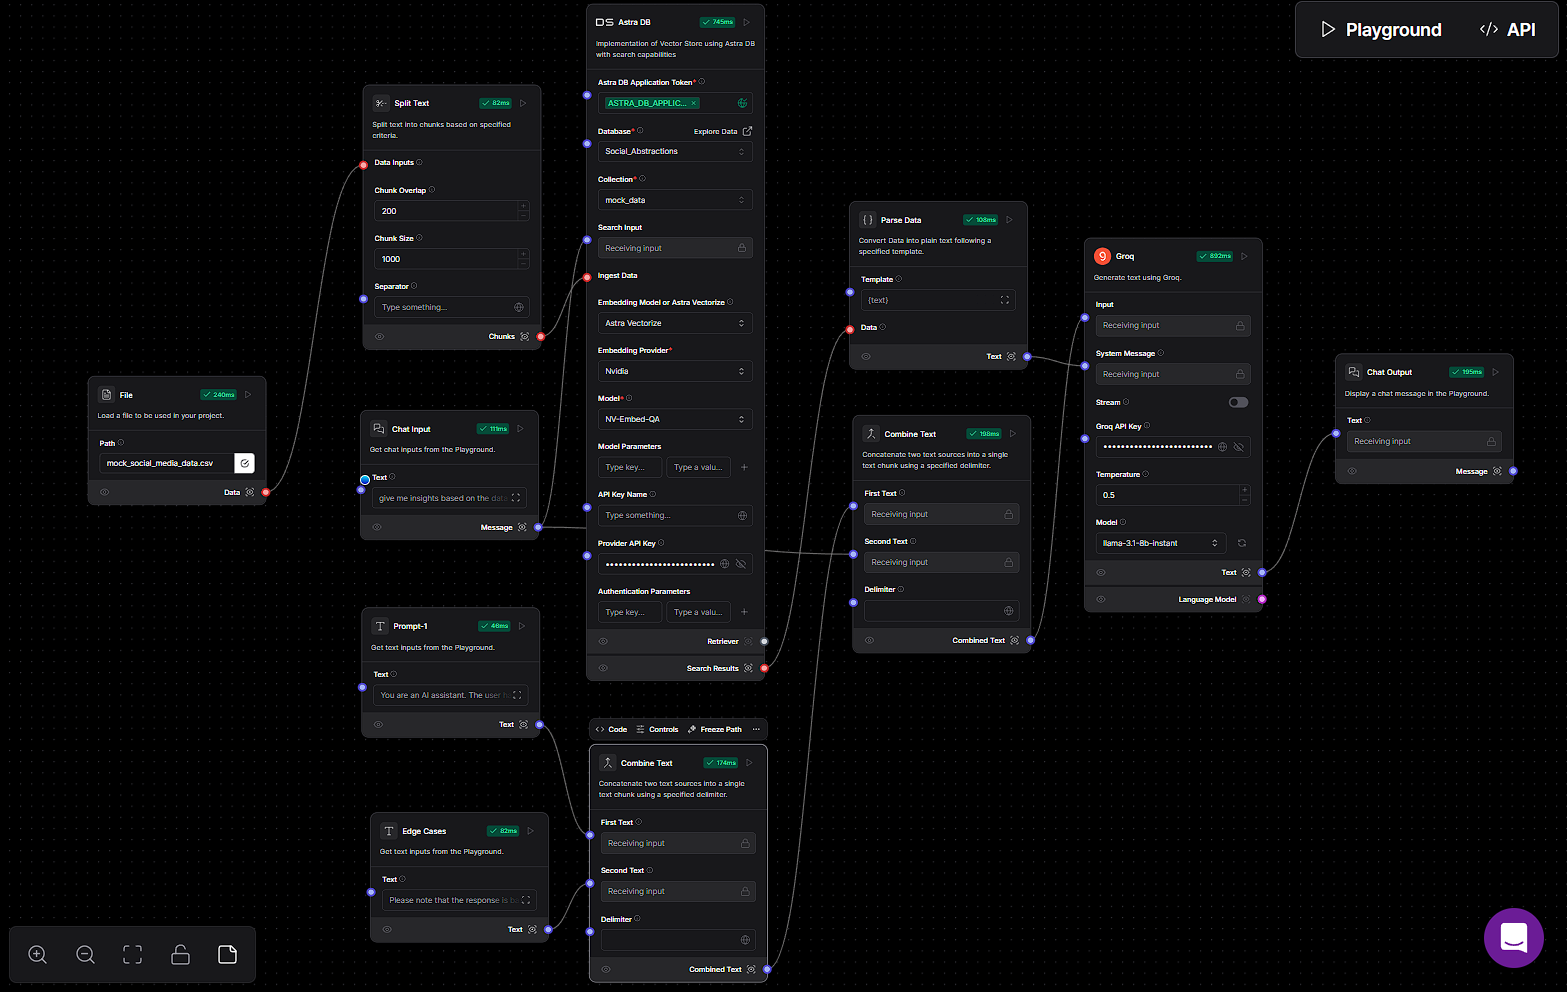 Playground
API
File
240ms
Load a file to be used in your project.
Path
mock_social_media_data.csv
Data
Split Text
82ms
Split text into chunks based on specified
criteria.
Data Inputs
Chunk Overlap
200
Chunk Size
1000
Separator
Type something...
Chunks
Chat Input
111ms
Get chat inputs from the Playground.
Text
give me insights based on the data
Message
Prompt-1
46ms
Get text inputs from the Playground.
Text
You are an AI assistant. The user
Text
Edge Cases
82ms
Get text inputs from the Playground.
Text
Please note that the response is
Text
DS Astra DB
745ms
Implementation of Vector Store using Astra DB
with search capabilities
Astra DB Application Token*
ASTRA_DB_APPLIC... ×
Database*
Explore Data
Social_Abstractions
Collection*
mock_data
Search Input
Receiving input
Ingest Data
Embedding Model or Astra Vectorize
Astra Vectorize
Embedding Provider*
Nvidia
Model*
NV-Embed-QA
Model Parameters
Type key...
Type a valu...
API Key Name
Type something...
Provider API Key
•••••••••••••••••••••••••
Authentication Parameters
Type key...
Type a valu...
Retriever
Search Results
Code
Controls
Freeze Path
...
Combine Text
174ms
Concatenate two text sources into a single
text chunk using a specified delimiter.
First Text
Receiving input
Second Text
Receiving input
Delimiter
Combined Text
Parse Data
108ms
Convert Data into plain text following a
specified template.
Template
{text}
Data
Text
Combine Text
198ms
Concatenate two text sources into a single
text chunk using a specified delimiter.
First Text
Receiving input
Second Text
Receiving input
Delimiter
Combined Text
Groq
892ms
Generate text using Groq.
Input
Receiving input
System Message
Receiving input
Stream
Groq API Key
•••••••••••••••••••••••••
Temperature
0.5
Model
llama-3.1-8b-instant
Text
Language Model
Chat Output
195ms
Display a chat message in the Playground.
Text
Receiving input
Message